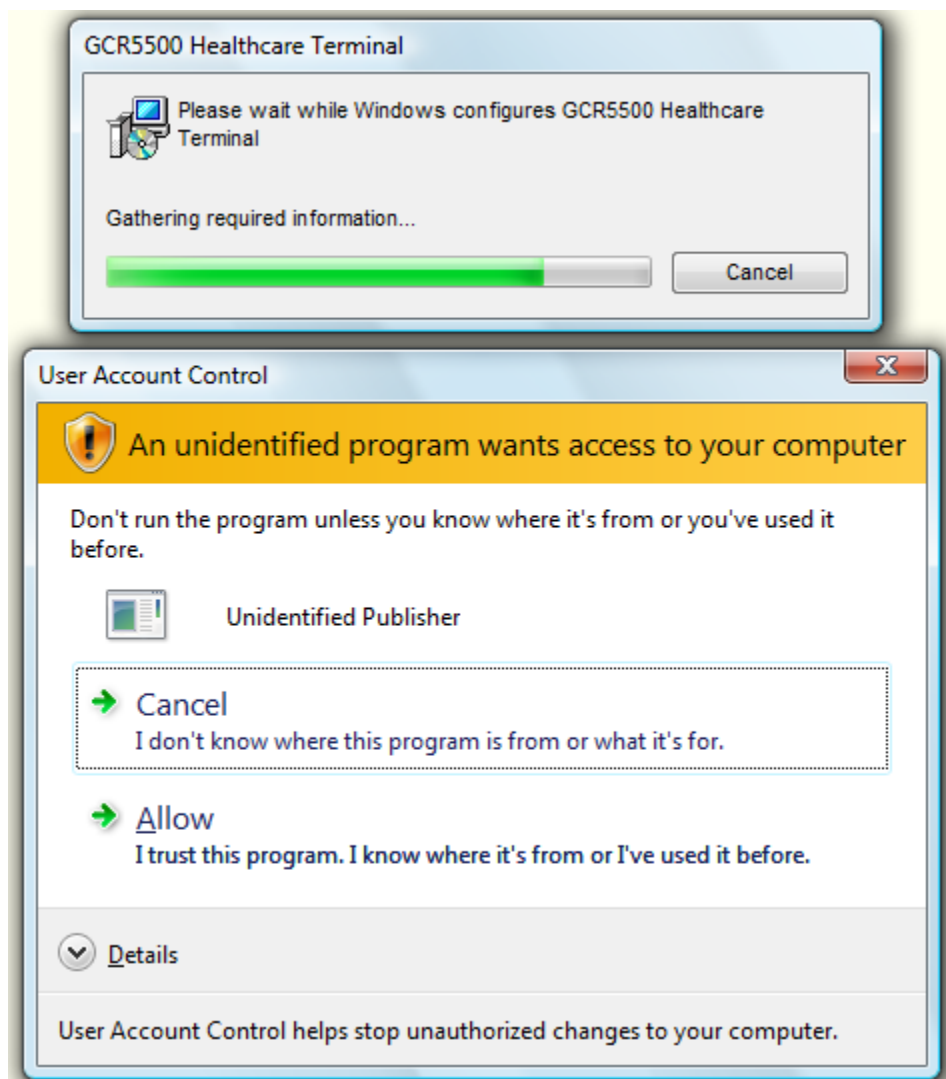 GCR5500 Healthcare Terminal
Please wait while Windows configures GCR5500 Healthcare
Terminal
Gathering required information...
Cancel
User Account Control
An unidentified program wants access to your computer
Don't run the program unless you know where it's from or you've used it
before.
Unidentified Publisher
Cancel
I don't know where this program is from or what it's for.
Allow
I trust this program. I know where it's from or I've used it before.
Details
User Account Control helps stop unauthorized changes to your computer.